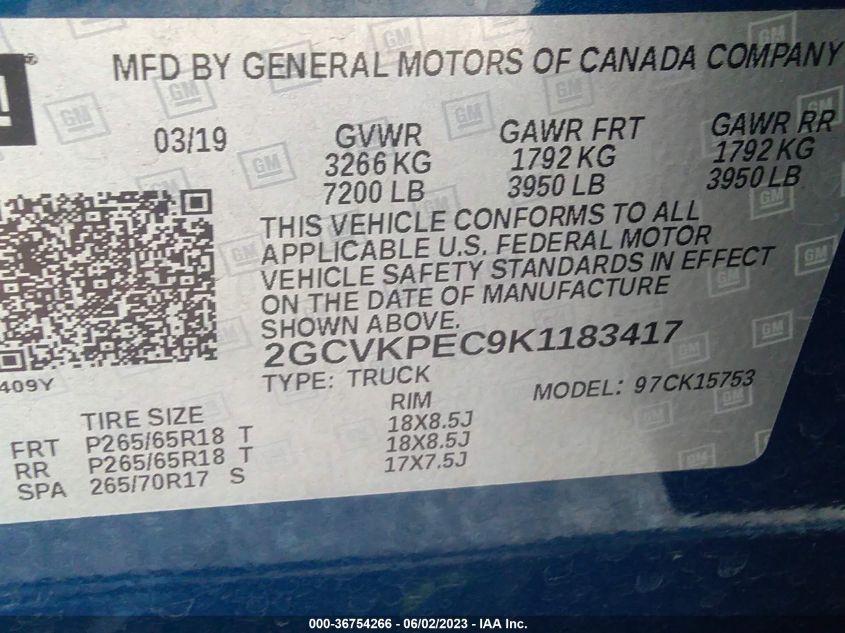 MFD BY GENERAL MOTORS OF CANADA COMPANY
03/19
GVWR
3266 KG
7200 LB
GAWR FRT
1792 KG
3950 LB
GAWR RR
1792 KG
3950 LB
THIS VEHICLE CONFORMS TO ALL
APPLICABLE U.S. FEDERAL MOTOR
VEHICLE SAFETY STANDARDS IN EFFECT
ON THE DATE OF MANUFACTURE
SHOWN ABOVE.
2GCVKPEC9K1183417
TYPE: TRUCK
MODEL: 97CK15753
409Y
TIRE SIZE RIM
FRT P265/65R18 T 18X8.5J
RR P265/65R18 T 18X8.5J
SPA 265/70R17 S 17X7.5J
000-36754266 - 06/02/2023 - IAA Inc.